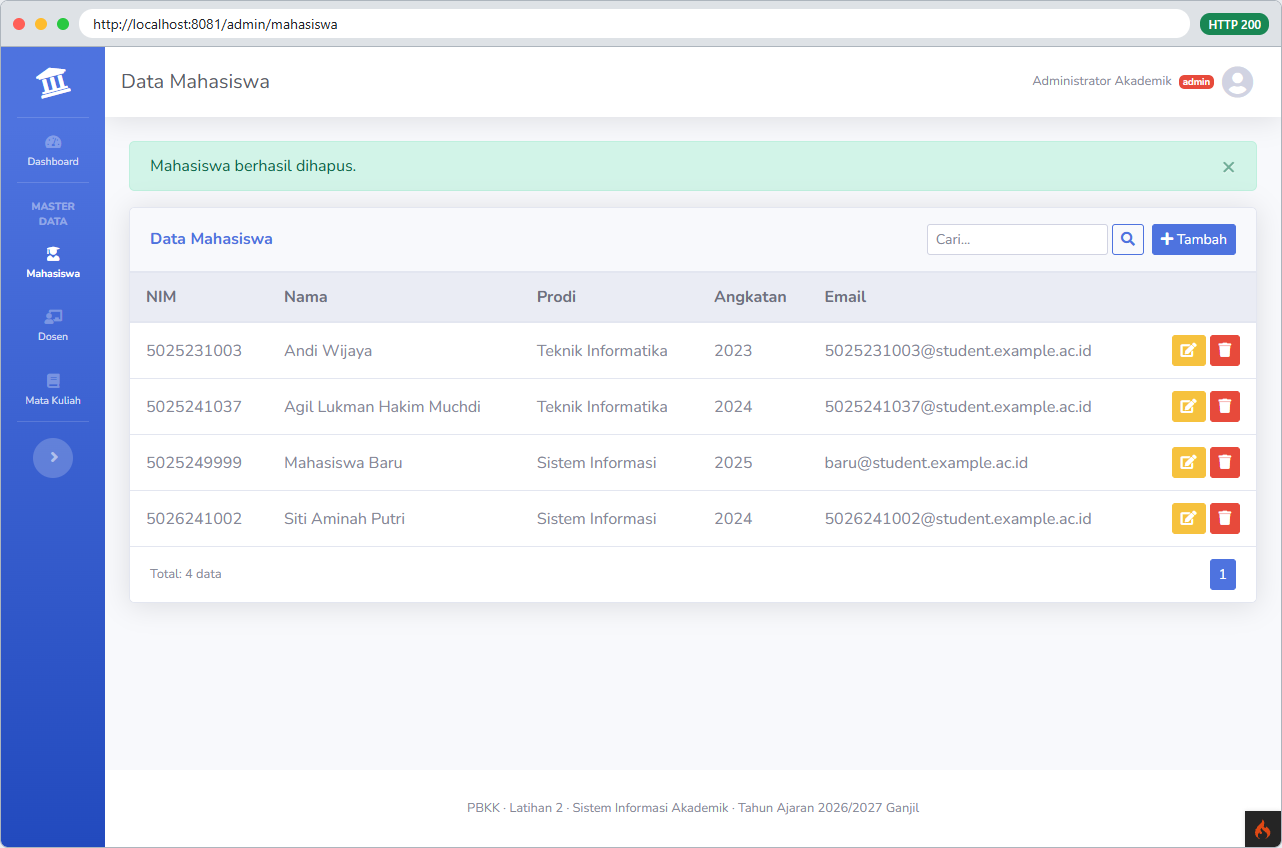 http://localhost:8081/admin/mahasiswa
HTTP 200
Data Mahasiswa
Administrator Akademik admin
Dashboard
MASTER
DATA
Mahasiswa
Dosen
Mata Kuliah
Mahasiswa berhasil dihapus.
×
Data Mahasiswa
Cari...
Tambah
NIM Nama Prodi Angkatan Email
5025231003 Andi Wijaya Teknik Informatika 2023 5025231003@student.example.ac.id
5025241037 Agil Lukman Hakim Muchdi Teknik Informatika 2024 5025241037@student.example.ac.id
5025249999 Mahasiswa Baru Sistem Informasi 2025 baru@student.example.ac.id
5026241002 Siti Aminah Putri Sistem Informasi 2024 5026241002@student.example.ac.id
Total: 4 data
1
PBKK · Latihan 2 · Sistem Informasi Akademik · Tahun Ajaran 2026/2027 Ganjil